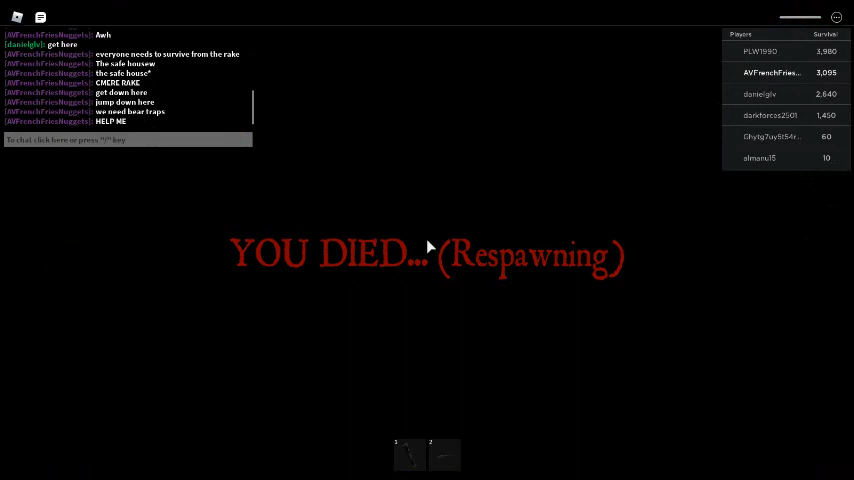 [AVFrenchFriesNuggets]: Awh
[danielglv]: get here
[AVFrenchFriesNuggets]: everyone needs to survive from the rake
[AVFrenchFriesNuggets]: The safe housew
[AVFrenchFriesNuggets]: the safe house*
[AVFrenchFriesNuggets]: CMERE RAKE
[AVFrenchFriesNuggets]: get down here
[AVFrenchFriesNuggets]: jump down here
[AVFrenchFriesNuggets]: we need bear traps
[AVFrenchFriesNuggets]: HELP ME
To chat click here or press "/" key
Players Survival
PLW1990 3,980
AVFrenchFries... 3,095
danielglv 2,640
darkforces2501 1,450
Ghytg7uy5t54r... 60
almanu15 10
YOU DIED... (Respawning)
1 2